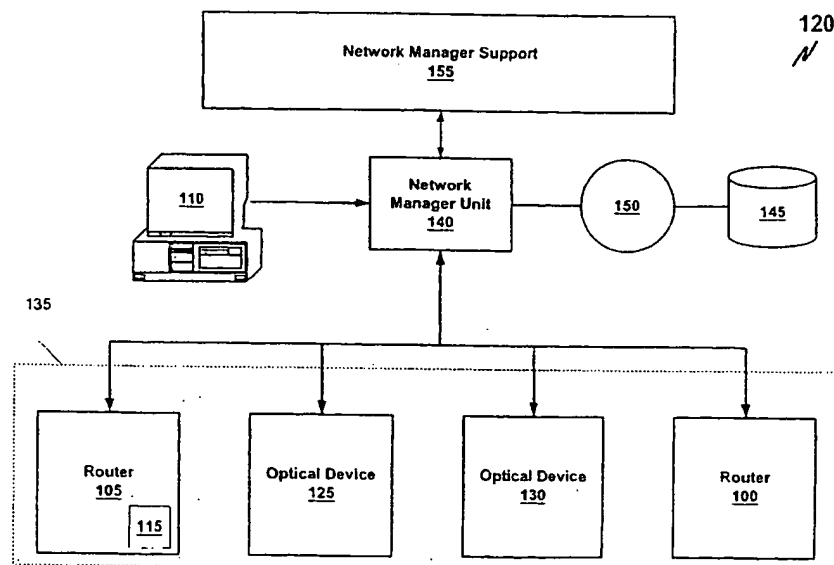 120
Network Manager Support
155
110
Network
Manager Unit
140
150
145
135
Router
105
115
Optical Device
125
Optical Device
130
Router
100